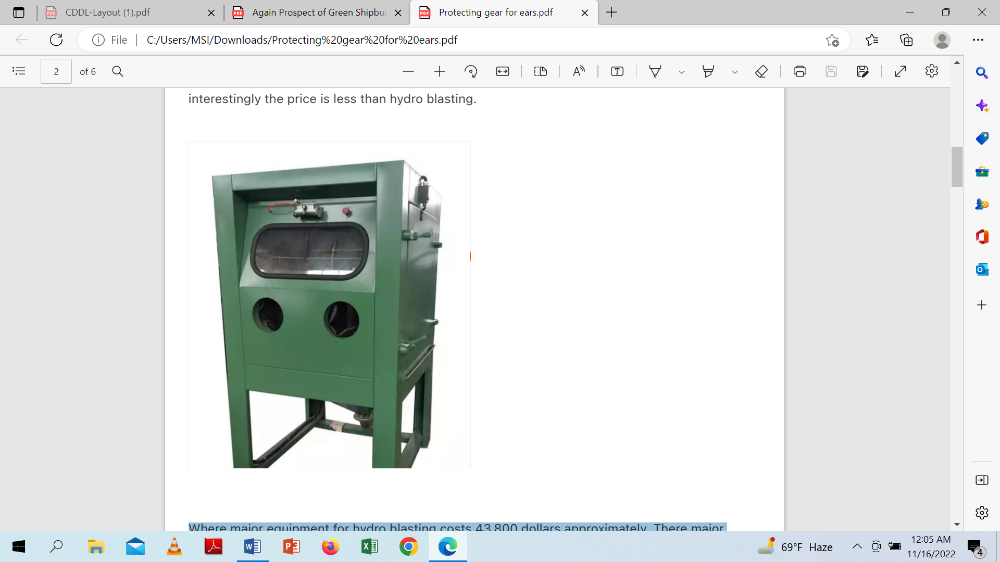 CDDL-Layout (1).pdf
Again Prospect of Green Shipbui
Protecting gear for ears.pdf
File
C:/Users/MSI/Downloads/Protecting%20gear%20for%20ears.pdf
2 of 6
interestingly the price is less than hydro blasting.
Where major equipment for hydro blasting costs 43,800 dollars approximately. There major
69°F Haze
12:05 AM
11/16/2022
4